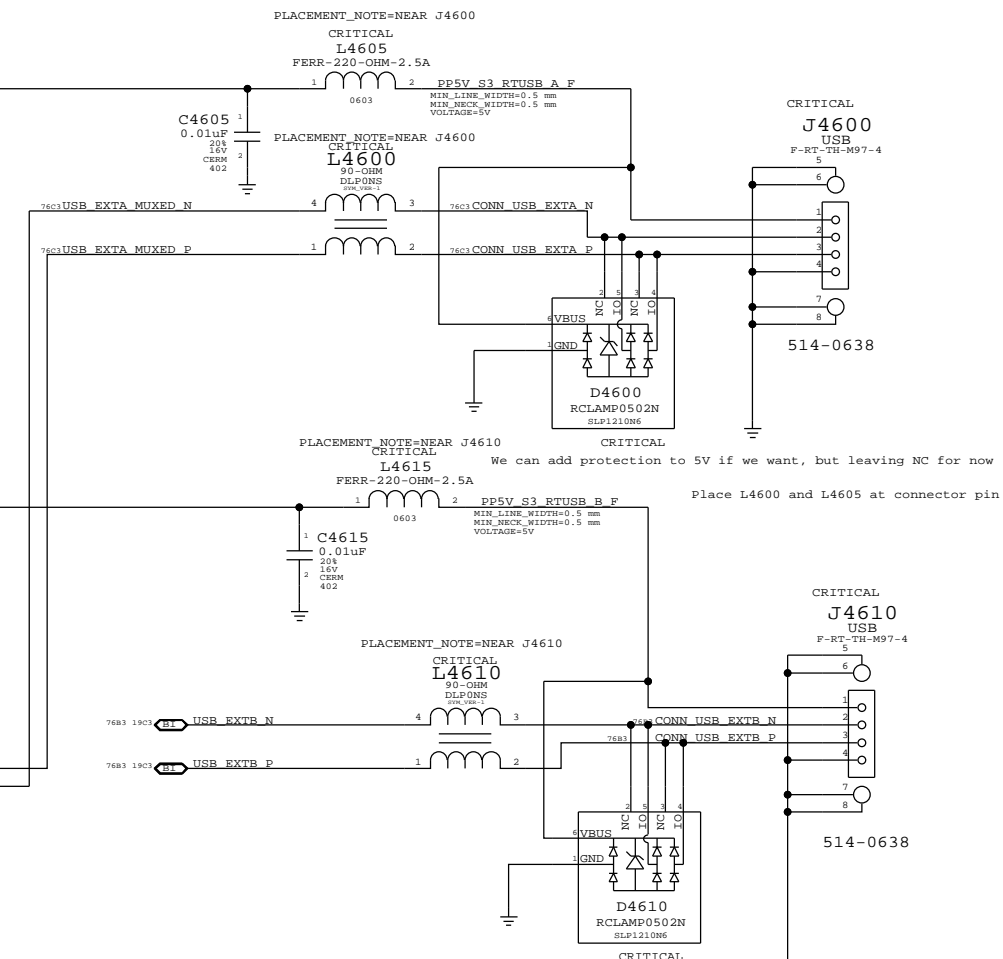 PLACEMENT_NOTE=NEAR J4600
CRITICAL
L4605
FERR-220-OHM-2.5A
1 2 PP5V_S3_RTUSB_A_F
0603
MIN_LINE_WIDTH=0.5 mm
MIN_NECK_WIDTH=0.5 mm
VOLTAGE=5V
C4605 1
0.01uF
20%
16V
CERM 2
402
PLACEMENT_NOTE=NEAR J4600
CRITICAL
L4600
90-OHM
DLP0NS
SYM_VER-1
76C3 USB_EXTA_MUXED_N 4 3 76C3 CONN_USB_EXTA_N
76C3 USB_EXTA_MUXED_P 1 2 76C3 CONN_USB_EXTA_P
CRITICAL
J4600
USB
F-RT-TH-M97-4
5
6
1
2
3
4
7
8
514-0638
2 5 3 4
NC IO NC IO
6 VBUS
1 GND
D4600
RCLAMP0502N
SLP1210N6
CRITICAL
We can add protection to 5V if we want, but leaving NC for now
Place L4600 and L4605 at connector pin
PLACEMENT_NOTE=NEAR J4610
CRITICAL
L4615
FERR-220-OHM-2.5A
1 2 PP5V_S3_RTUSB_B_F
0603
MIN_LINE_WIDTH=0.5 mm
MIN_NECK_WIDTH=0.5 mm
VOLTAGE=5V
1 C4615
0.01uF
20%
16V
2 CERM
402
PLACEMENT_NOTE=NEAR J4610
CRITICAL
L4610
90-OHM
DLP0NS
SYM_VER-1
76B3 19C3 BI USB_EXTB_N 4 3 76B3 CONN_USB_EXTB_N
76B3 19C3 BI USB_EXTB_P 1 2 76B3 CONN_USB_EXTB_P
CRITICAL
J4610
USB
F-RT-TH-M97-4
5
6
1
2
3
4
7
8
514-0638
2 5 3 4
NC IO NC IO
6 VBUS
1 GND
D4610
RCLAMP0502N
SLP1210N6
CRITICAL